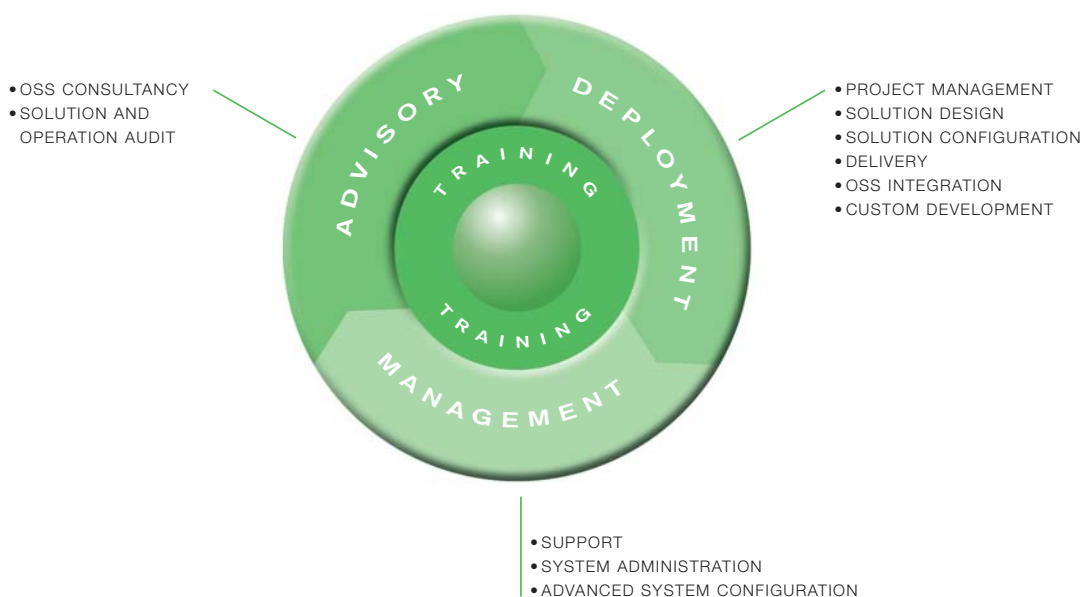 • OSS CONSULTANCY
• SOLUTION AND
OPERATION AUDIT
ADVISORY
DEPLOYMENT
TRAINING
TRAINING
MANAGEMENT
• PROJECT MANAGEMENT
• SOLUTION DESIGN
• SOLUTION CONFIGURATION
• DELIVERY
• OSS INTEGRATION
• CUSTOM DEVELOPMENT
• SUPPORT
• SYSTEM ADMINISTRATION
• ADVANCED SYSTEM CONFIGURATION